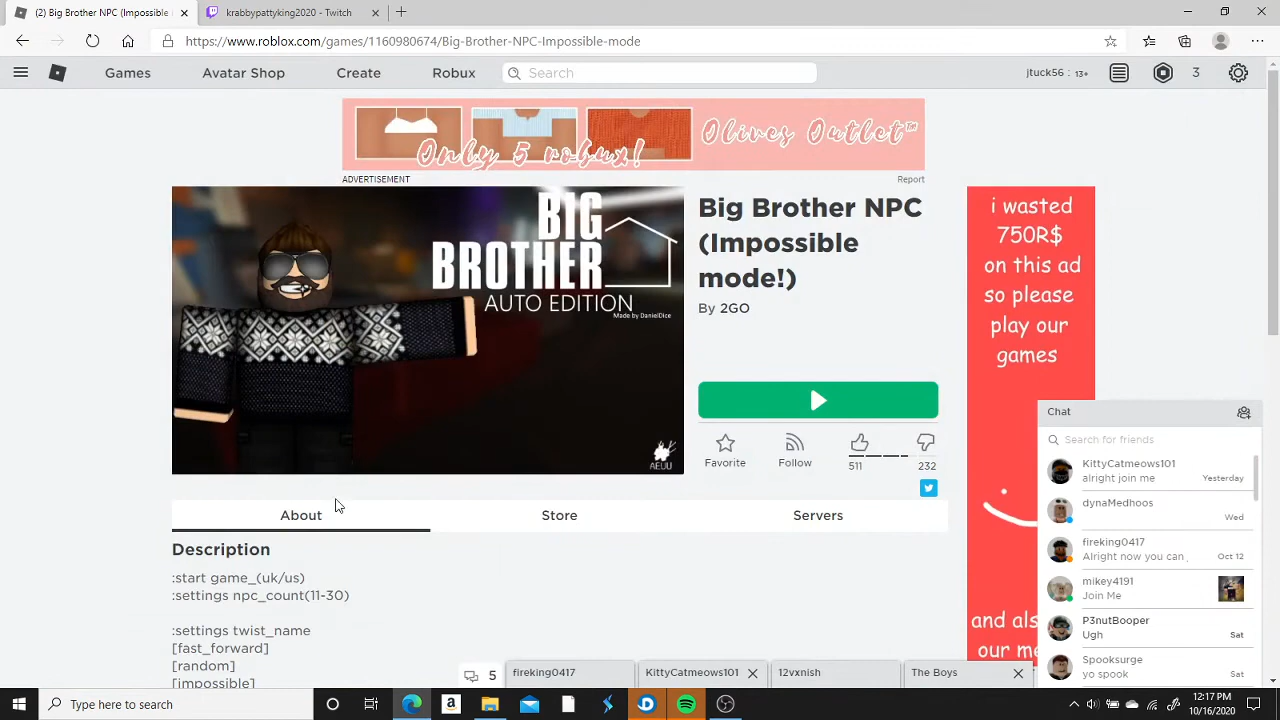 (2) Big Brother NPC (Impossible
krabbypattyking2020 - Twitch
https://www.roblox.com/games/1160980674/Big-Brother-NPC-Impossible-mode
Games
Avatar Shop
Create
Robux
Search
jtuck56 : 13+
3
Only 5 robux!
Olives Outlet™
ADVERTISEMENT
Report
BIG
BROTHER
AUTO EDITION
Made by DanielDice
AEUU
Big Brother NPC
(Impossible
mode!)
By 2GO
Favorite
Follow
511
232
i wasted
750R$
on this ad
so please
play our
games
and als
our me
About
Store
Servers
Description
:start game_(uk/us)
:settings npc_count(11-30)
:settings twist_name
[fast_forward]
[random]
[impossible]
Chat
Search for friends
KittyCatmeows101
alright join me
Yesterday
dynaMedhoos
Wed
fireking0417
Alright now you can
Oct 12
mikey4191
Join Me
P3nutBooper
Ugh
Sat
Spooksurge
yo spook
Sat
5
fireking0417
KittyCatmeows101
12vxnish
The Boys
Type here to search
12:17 PM
10/16/2020